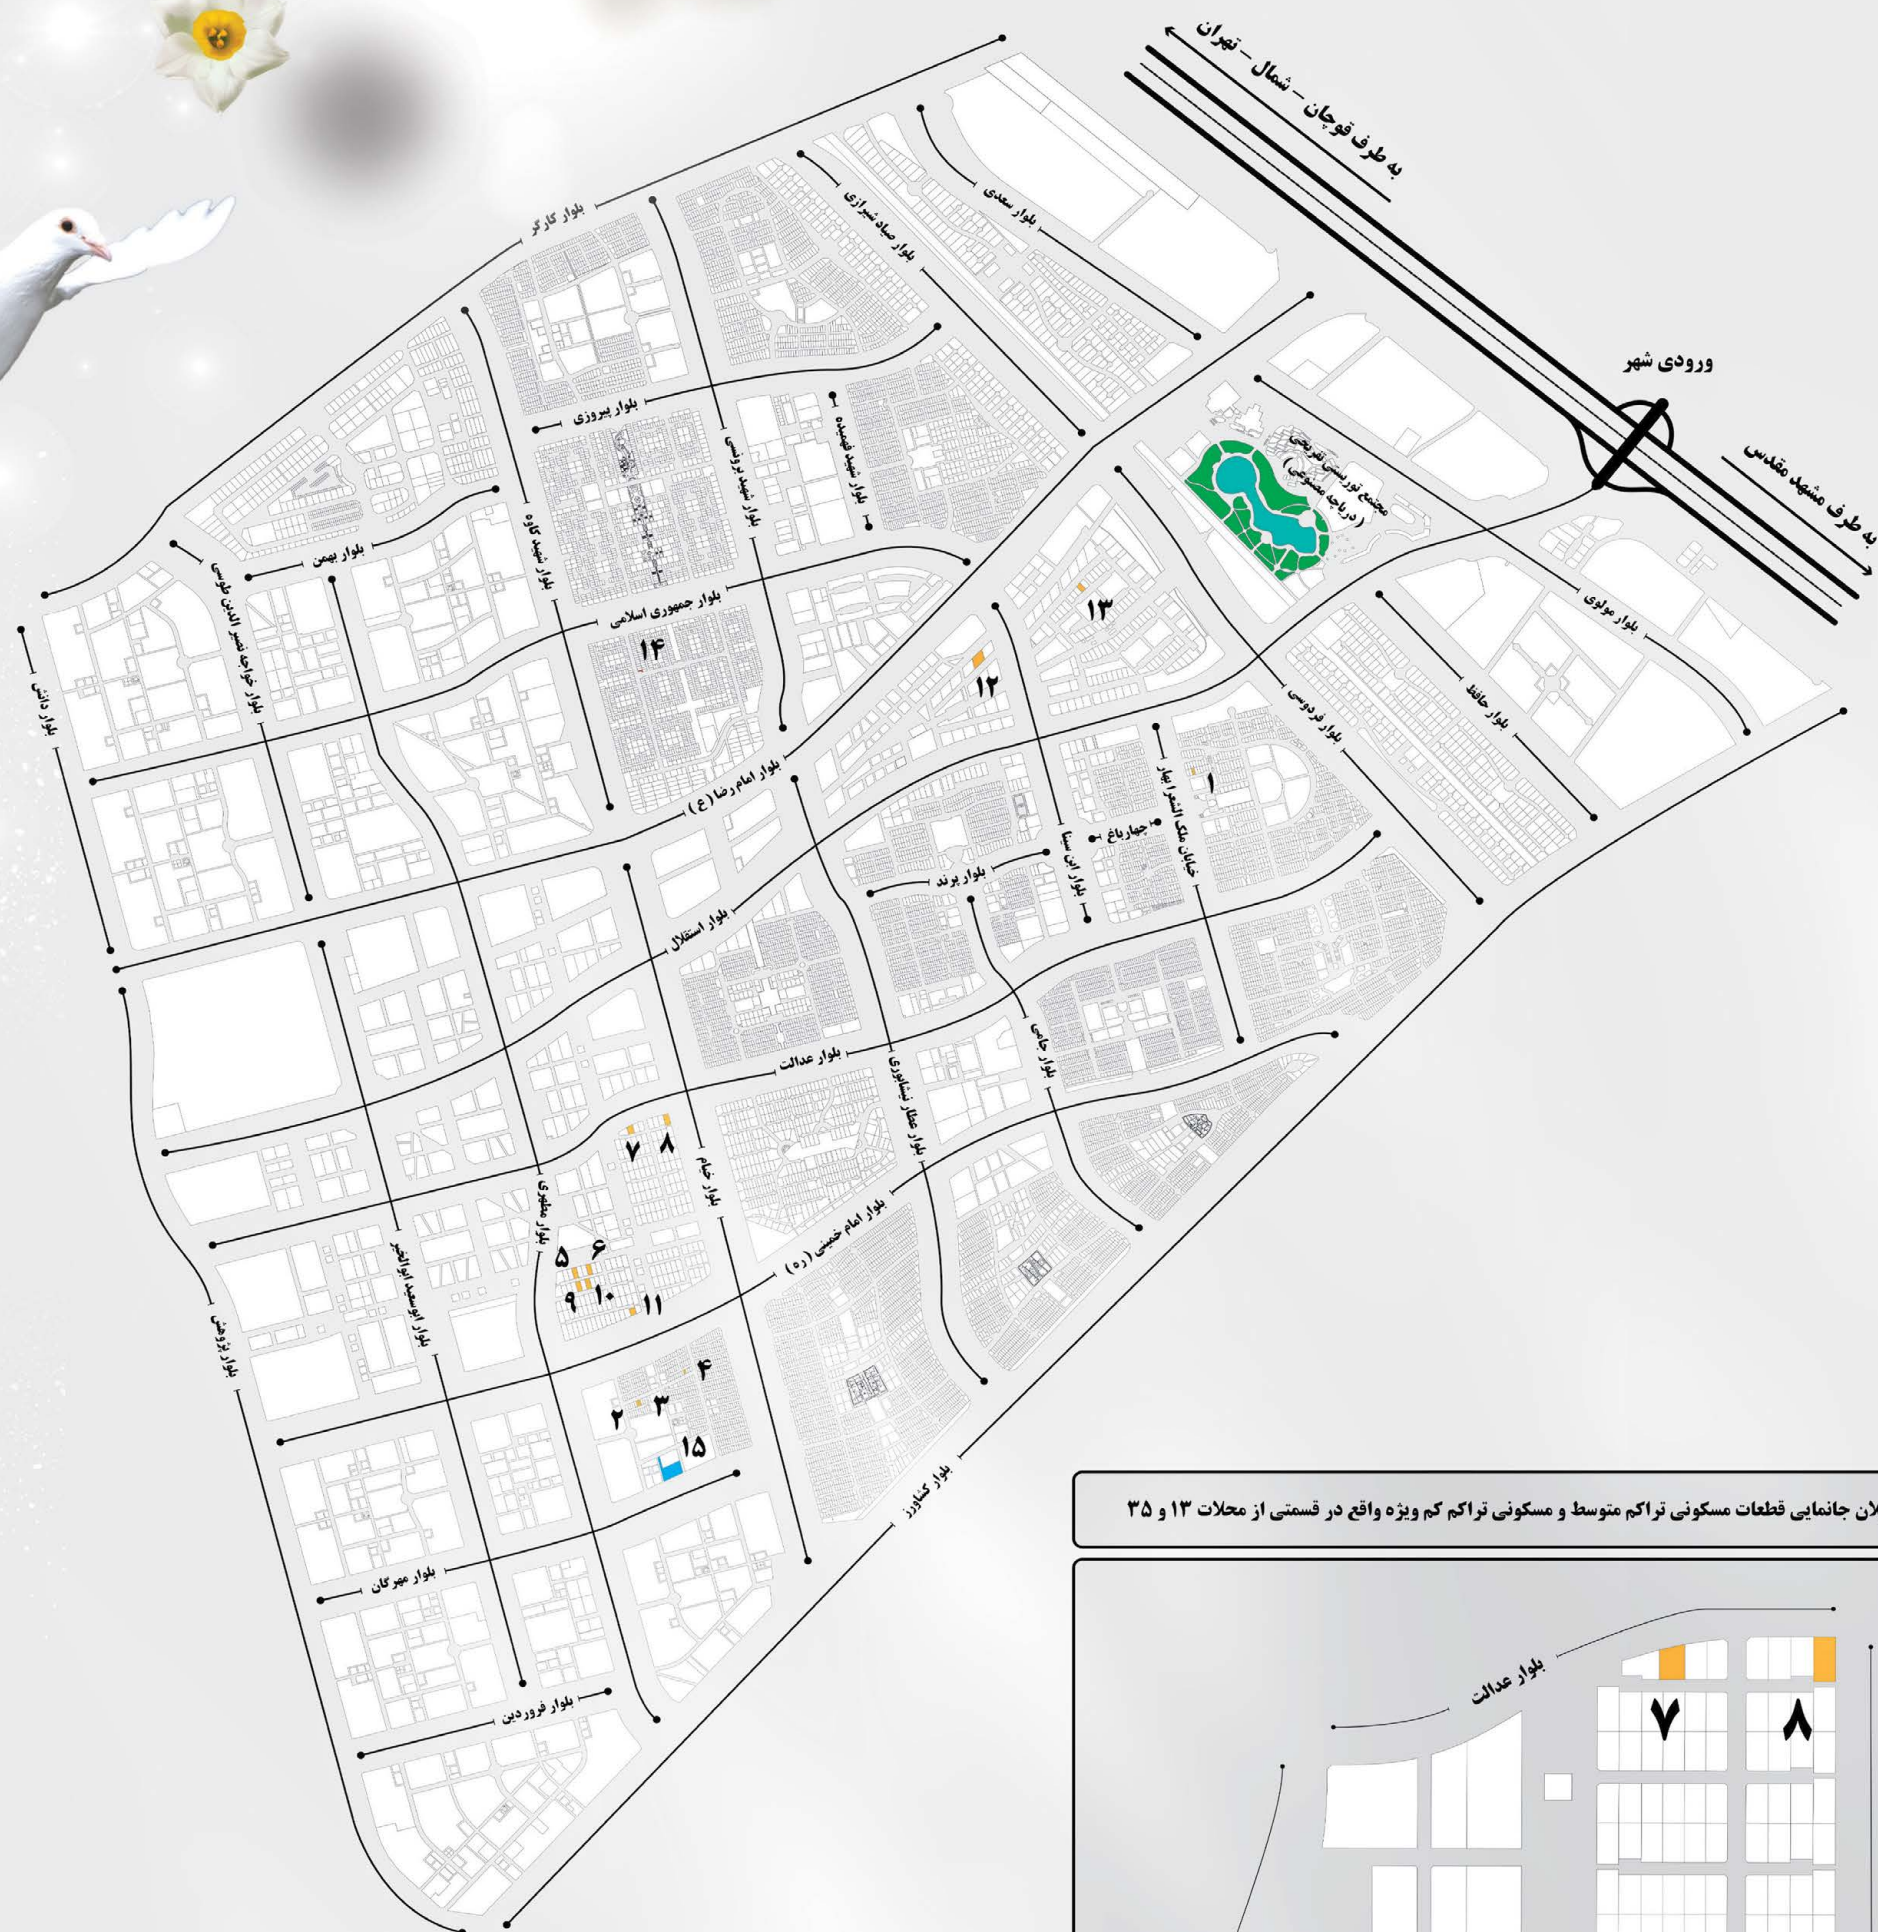 به طرف قوچان – شمال – تهران
ورودی شهر
به طرف مشهد مقدس
بلوار کارگر
بلوار صیاد شیرازی
بلوار سعدی
بلوار پیروزی
بلوار شهید برونسی
بلوار شهید فهمیده
مجتمع توریستی تفریحی
(دریاچه مصنوعی)
بلوار مولوی
بلوار بهمن
بلوار شهید کاوه
بلوار خواجه نصیر الدین طوسی
بلوار جمهوری اسلامی
بلوار دانش
۱۳
۱۴
۱۲
بلوار حافظ
بلوار فردوسی
بلوار امام رضا (ع)
۱
خیابان ملک الشعرا بهار
چهارباغ
بلوار ابن سینا
بلوار پرند
بلوار استقلال
بلوار عدالت
بلوار جامی
بلوار عطار نیشابوری
۷
۸
بلوار خیام
بلوار مطهری
بلوار امام خمینی (ره)
بلوار ابوسعید ابوالخیر
بلوار پژوهش
۵
۶
۹
۱۰
۱۱
۴
۳
۲
۱۵
بلوار کشاورز
بلوار مهرگان
بلوار فروردین
لان جانمایی قطعات مسکونی تراکم متوسط و مسکونی تراکم کم ویژه واقع در قسمتی از محلات ۱۳ و ۳۵
بلوار عدالت
۷
۸